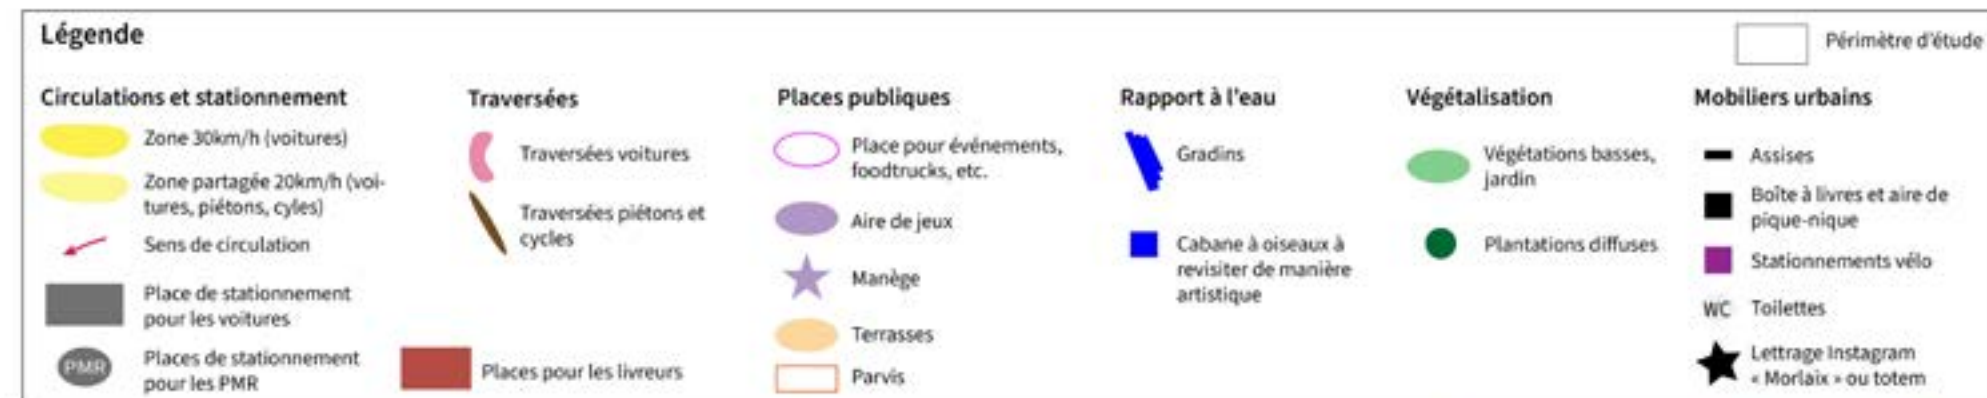 Légende
Périmètre d'étude
Circulations et stationnement
Zone 30km/h (voitures)
Zone partagée 20km/h (voi-
tures, piétons, cyles)
Sens de circulation
Place de stationnement
pour les voitures
PMR
Places de stationnement
pour les PMR
Traversées
Traversées voitures
Traversées piétons et
cycles
Places pour les livreurs
Places publiques
Place pour événements,
foodtrucks, etc.
Aire de jeux
Manège
Terrasses
Parvis
Rapport à l'eau
Gradins
Cabane à oiseaux à
revisiter de manière
artistique
Végétalisation
Végétations basses,
jardin
Plantations diffuses
Mobiliers urbains
Assises
Boîte à livres et aire de
pique-nique
Stationnements vélo
WC Toilettes
Lettrage Instagram
« Morlaix » ou totem